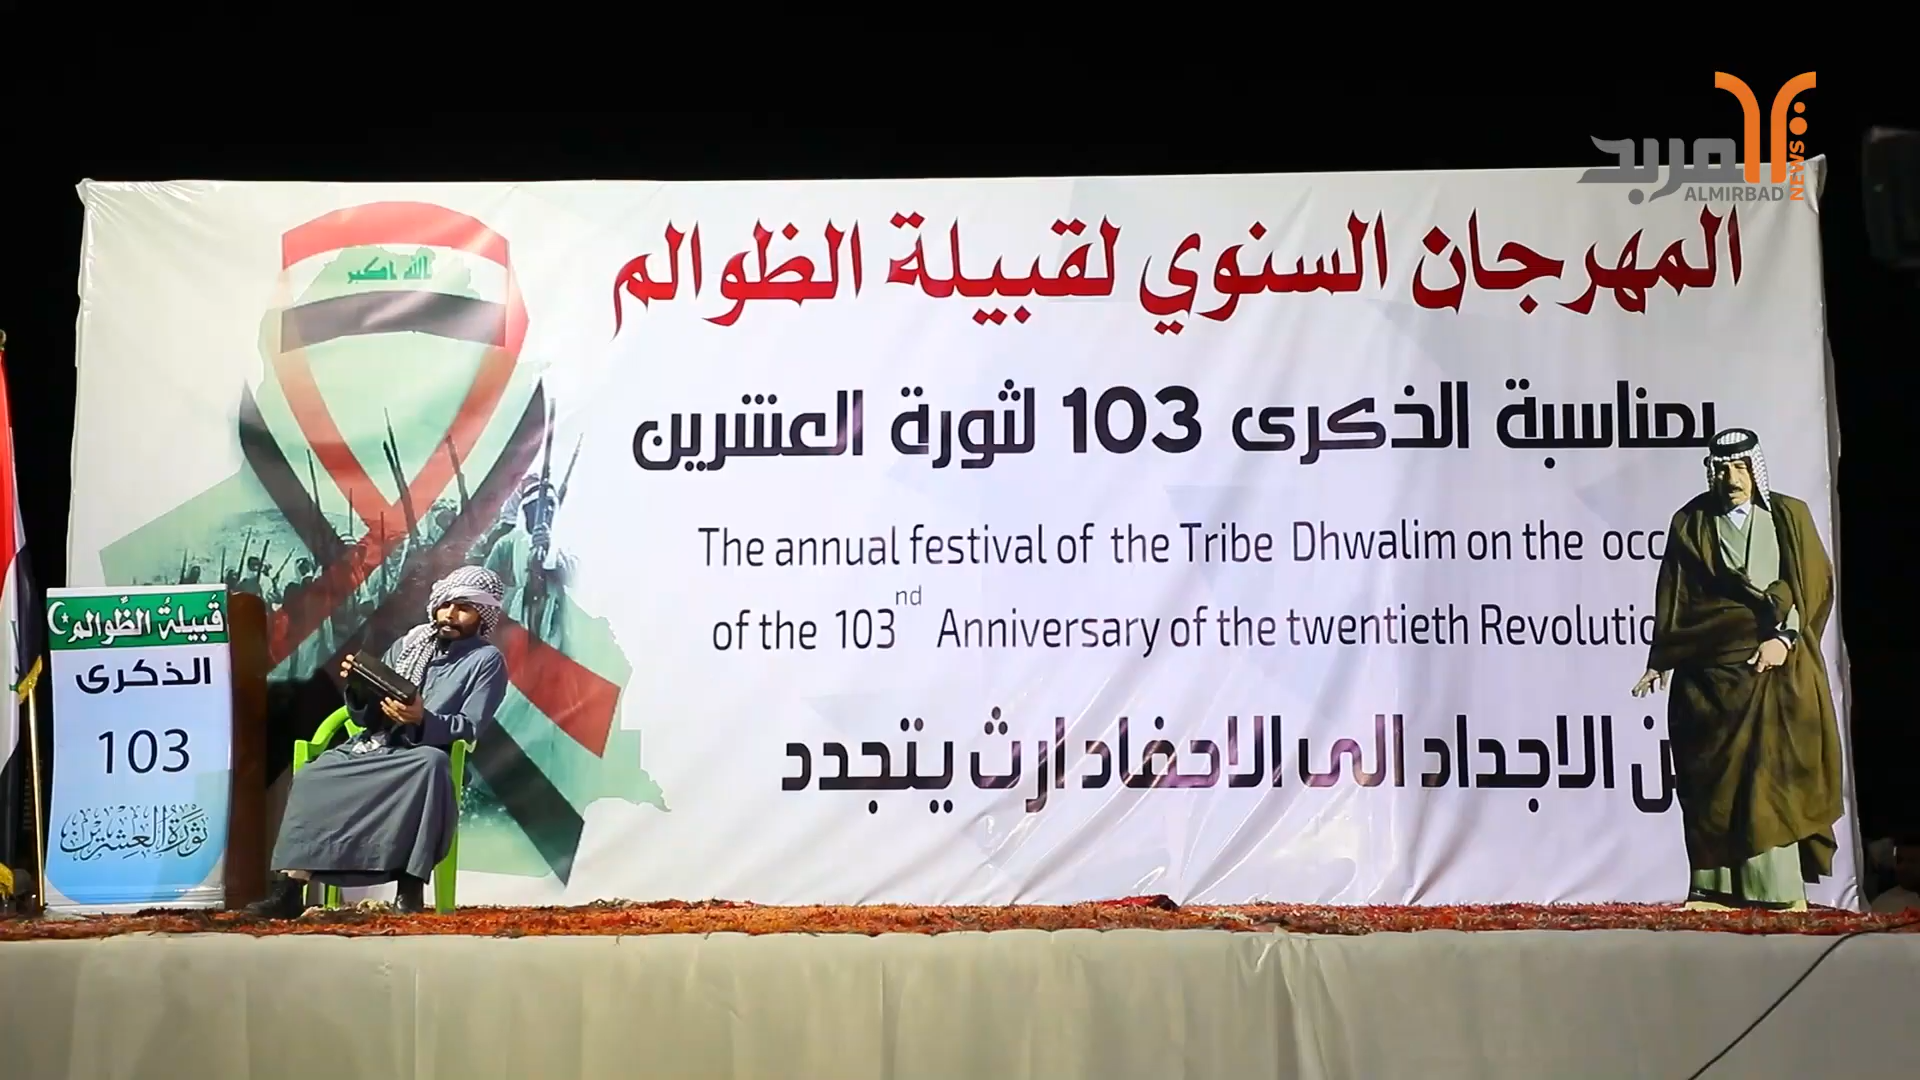 المربد
ALMIRBAD
NEWS
المهرجان السنوي لقبيلة الظوالم
بمناسبة الذكرى 103 لثورة العشرين
The annual festival of the Tribe Dhwalim on the occ
of the 103nd Anniversary of the twentieth Revolutio
الاجداد الى الاحفاد ارث يتجدد
الله اكبر
قبيلة الظوالم
الذكرى
103
ثورة العشرين